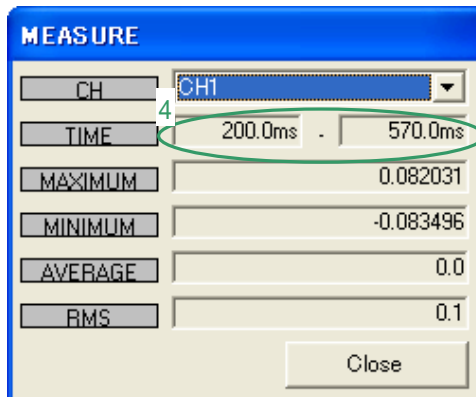 MEASURE
CH CH1
4
TIME 200.0ms - 570.0ms
MAXIMUM 0.082031
MINIMUM -0.083496
AVERAGE 0.0
RMS 0.1
Close